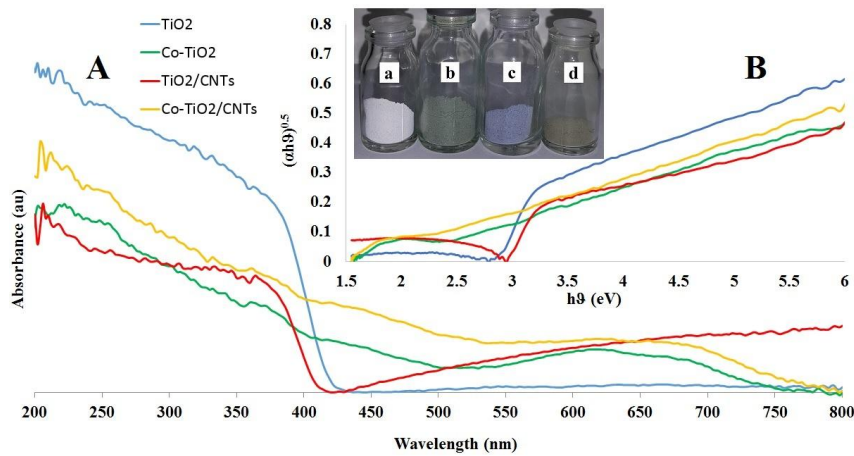 A
TiO2
Co-TiO2
TiO2/CNTs
Co-TiO2/CNTs
Absorbance (au)
200 250 300 350 400 450 500 550 600 650 700 750 800
Wavelength (nm)
B
a b c d
(αhϑ)^0.5
0.8
0.7
0.6
0.5
0.4
0.3
0.2
0.1
0
1.5 2 2.5 3 3.5 4 4.5 5 5.5 6
hϑ (eV)